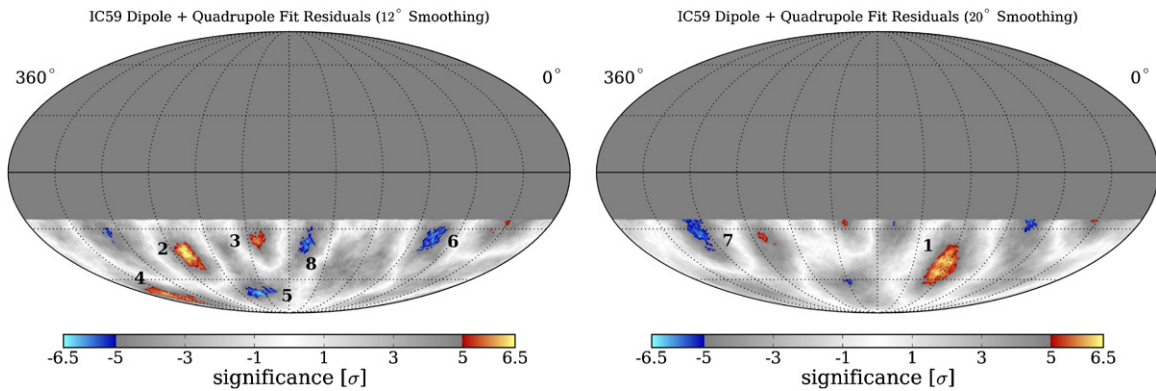 IC59 Dipole + Quadrupole Fit Residuals (12° Smoothing)
360°
0°
2
3
6
8
4
5
-6.5 -5 -3 -1 1 3 5 6.5
significance [σ]
IC59 Dipole + Quadrupole Fit Residuals (20° Smoothing)
360°
0°
7
1
-6.5 -5 -3 -1 1 3 5 6.5
significance [σ]